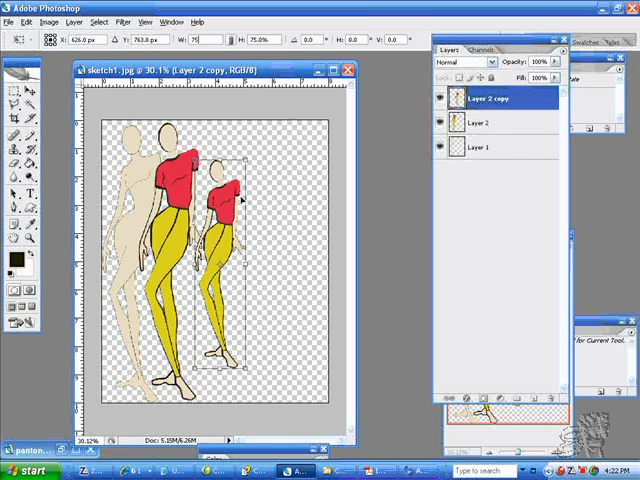 Adobe Photoshop
File Edit Image Layer Select Filter View Window Help
X: 626.0 px Y: 763.8 px W: 75 H: 75.0% 0.0 H: 0.0 V: 0.0
sketch1.jpg @ 30.1% (Layer 2 copy, RGB/8)
Layers Channels
Normal Opacity: 100%
Lock: Fill: 100%
Layer 2 copy
Layer 2
Layer 1
for Current Tool.
30.12% Doc: 5.15M/6.26M
30.12%
panton
start
Type to search
4:22 PM